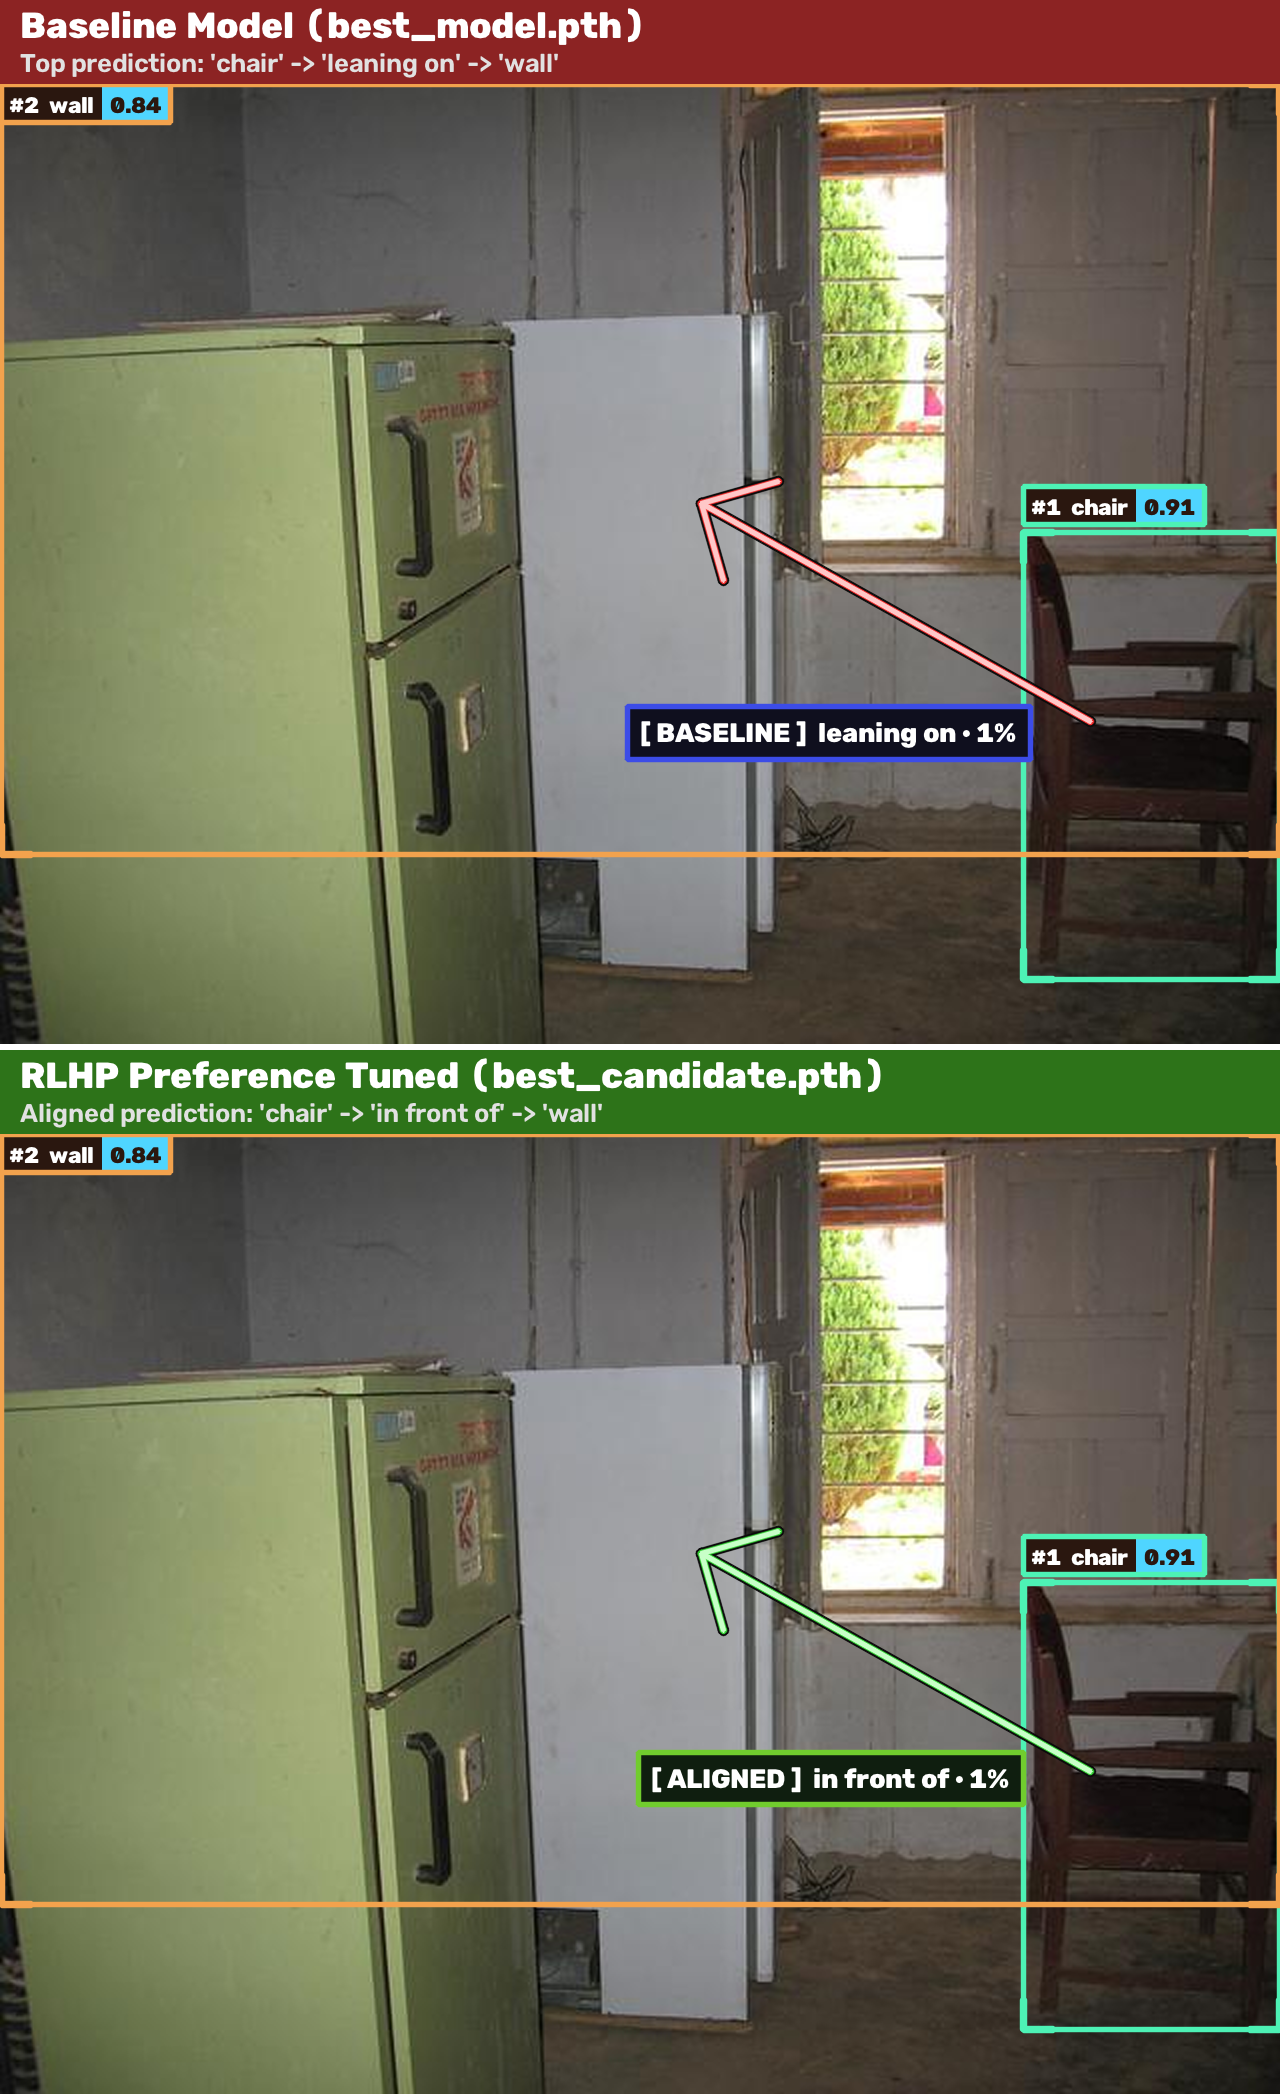 Baseline Model (best_model.pth)
Top prediction: 'chair' -> 'leaning on' -> 'wall'
#2 wall 0.84
#1 chair 0.91
[ BASELINE ] leaning on • 1%
RLHP Preference Tuned (best_candidate.pth)
Aligned prediction: 'chair' -> 'in front of' -> 'wall'
#2 wall 0.84
#1 chair 0.91
[ ALIGNED ] in front of • 1%